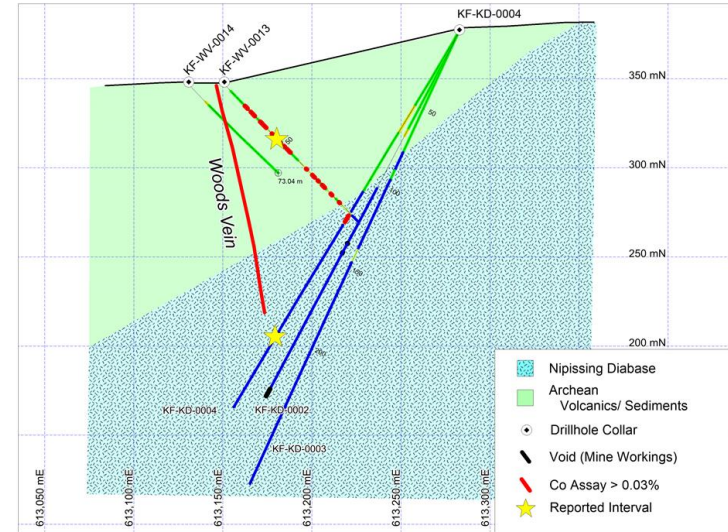 KF-KD-0004
KF-WV-0014
KF-WV-0013
350 mN
50
50
300 mN
73.04 m
Woods Vein
100
250 mN
100
200 mN
200
KF-KD-0004
KF-KD-0002
KF-KD-0003
Nipissing Diabase
Archean
Volcanics/ Sediments
Drillhole Collar
Void (Mine Workings)
Co Assay > 0.03%
Reported Interval
613.050 mE
613.100 mE
613.150 mE
613.200 mE
613.250 mE
613.300 mE